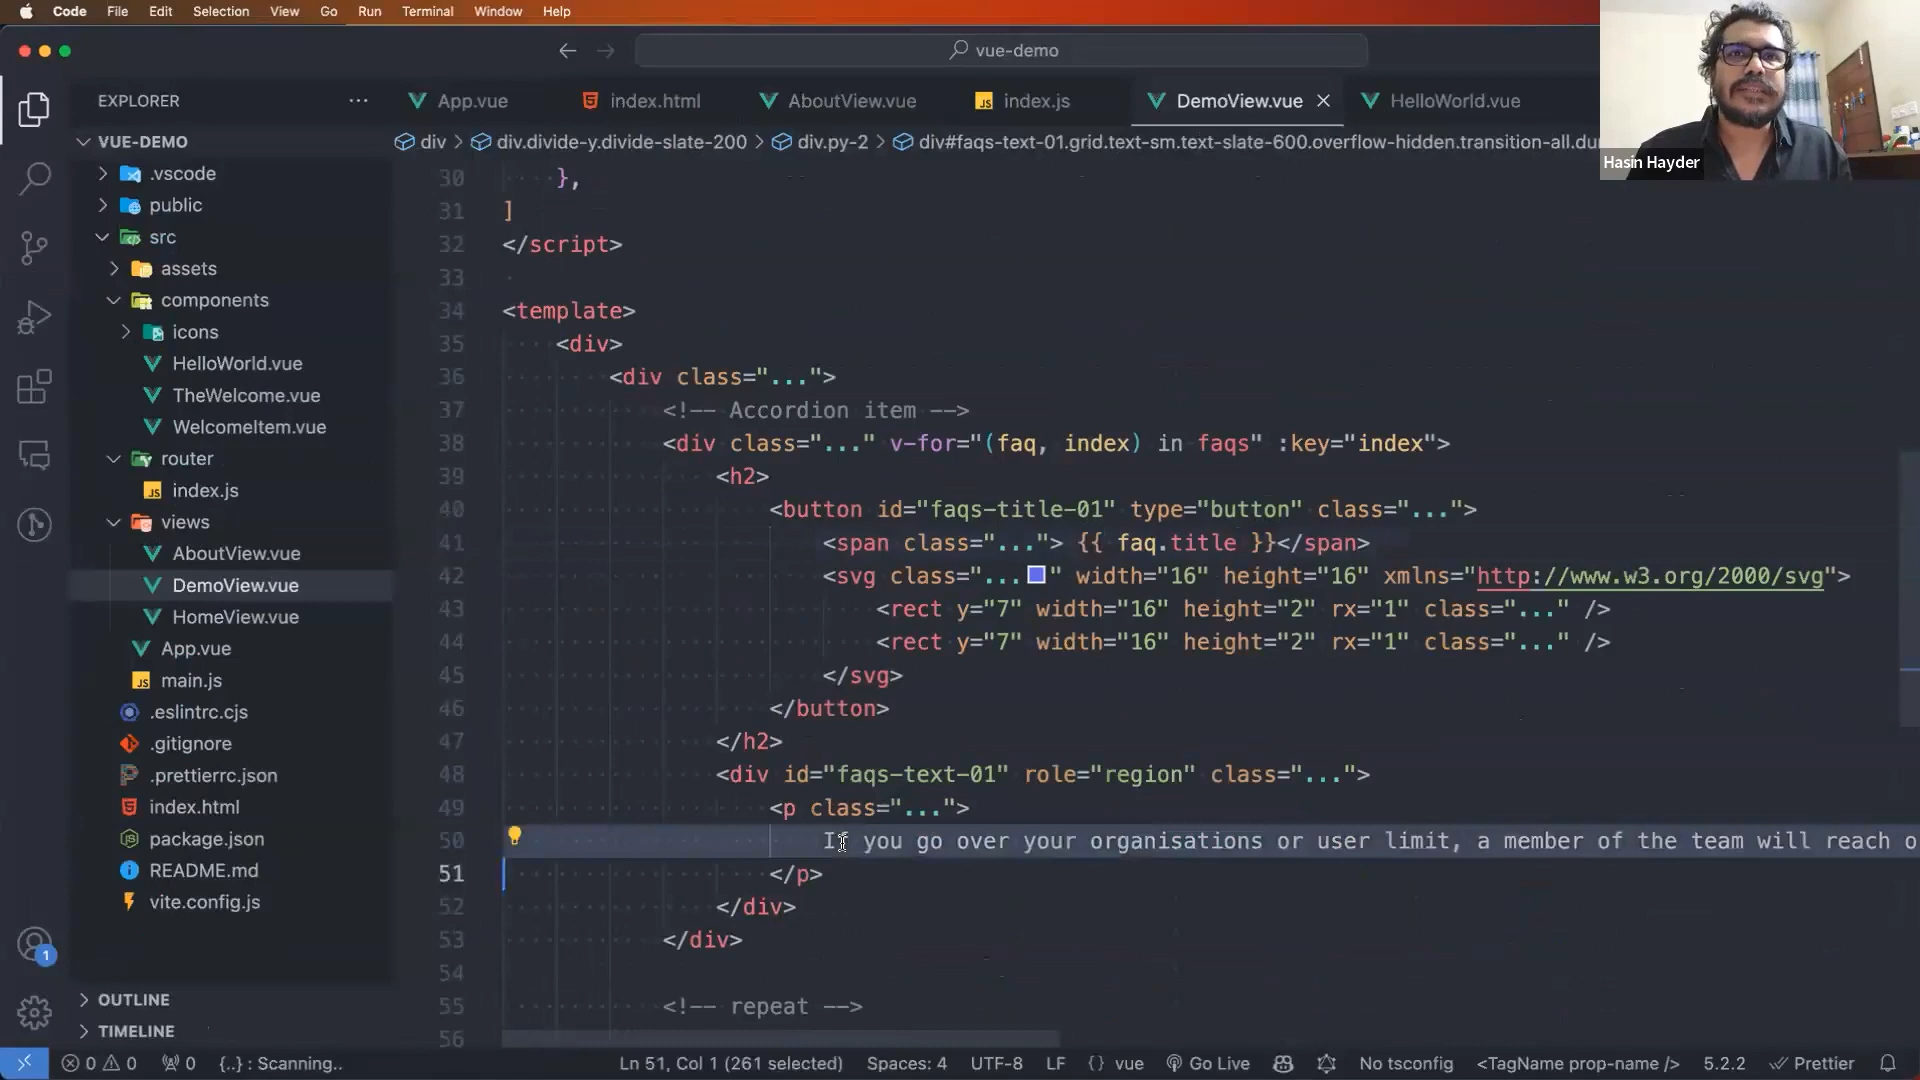 Code File Edit Selection View Go Run Terminal Window Help
vue-demo
EXPLORER
App.vue index.html AboutView.vue JS index.js DemoView.vue HelloWorld.vue
Hasin Hayder
VUE-DEMO
div > div.divide-y.divide-slate-200 > div.py-2 > div#faqs-text-01.grid.text-sm.text-slate-600.overflow-hidden.transition-all.du
.vscode
public
src
assets
components
icons
HelloWorld.vue
TheWelcome.vue
WelcomeItem.vue
router
JS index.js
views
AboutView.vue
DemoView.vue
HomeView.vue
App.vue
JS main.js
.eslintrc.cjs
.gitignore
.prettierrc.json
index.html
package.json
README.md
vite.config.js
1
OUTLINE
TIMELINE
30 },
31 ]
32 </script>
33
34 <template>
35 <div>
36 <div class="...">
37 <!-- Accordion item -->
38 <div class="..." v-for="(faq, index) in faqs" :key="index">
39 <h2>
40 <button id="faqs-title-01" type="button" class="...">
41 <span class="..."> {{ faq.title }}</span>
42 <svg class="..." width="16" height="16" xmlns="http://www.w3.org/2000/svg">
43 <rect y="7" width="16" height="2" rx="1" class="..." />
44 <rect y="7" width="16" height="2" rx="1" class="..." />
45 </svg>
46 </button>
47 </h2>
48 <div id="faqs-text-01" role="region" class="...">
49 <p class="...">
50 If you go over your organisations or user limit, a member of the team will reach o
51 </p>
52 </div>
53 </div>
54
55 <!-- repeat -->
56
0 0 0 {..} : Scanning.. Ln 51, Col 1 (261 selected) Spaces: 4 UTF-8 LF {} vue Go Live No tsconfig <TagName prop-name /> 5.2.2 Prettier